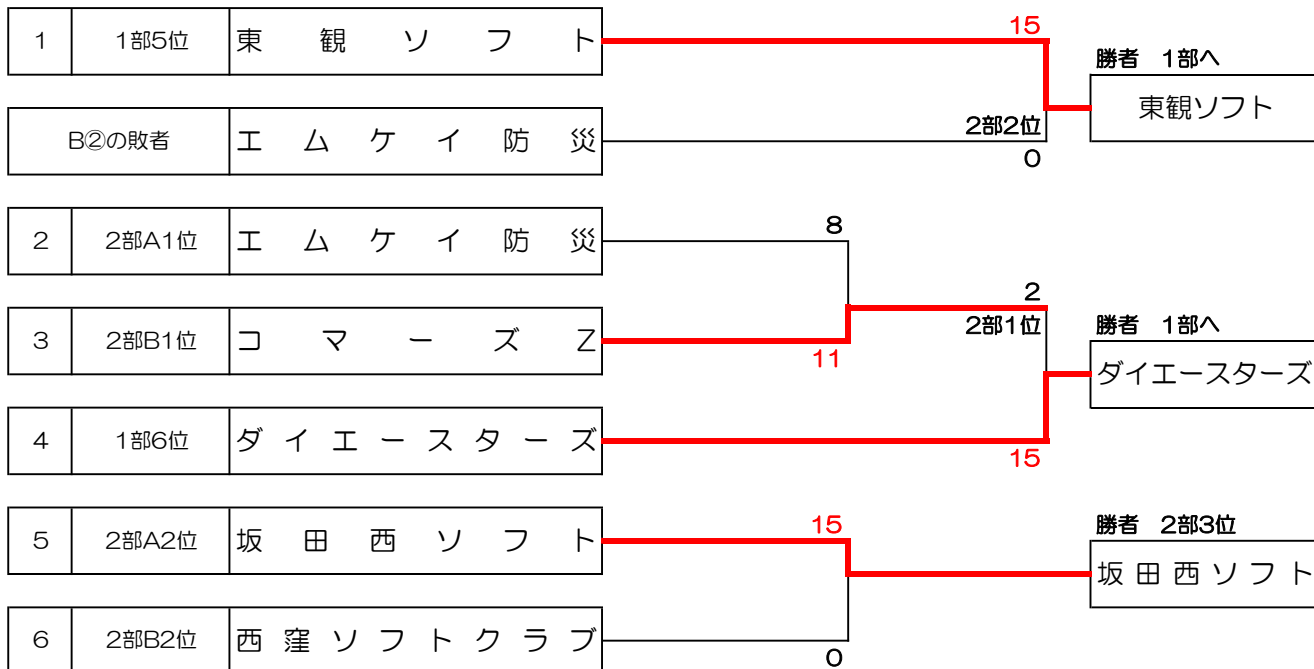 1 1部5位 東観ソフト 15
勝者 1部へ
東観ソフト
B②の敗者 エムケイ防災 2部2位
0
2 2部A1位 エムケイ防災 8
2
2部1位 勝者 1部へ
3 2部B1位 コマーズZ 11
ダイエースターズ
4 1部6位 ダイエースターズ 15
5 2部A2位 坂田西ソフト 15
勝者 2部3位
坂田西ソフト
6 2部B2位 西窪ソフトクラブ 0